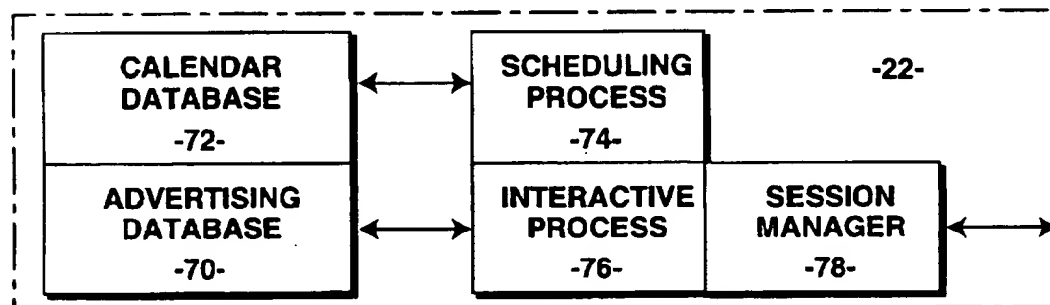 CALENDAR
DATABASE
-72-
SCHEDULING
PROCESS
-74-
-22-
ADVERTISING
DATABASE
-70-
INTERACTIVE
PROCESS
-76-
SESSION
MANAGER
-78-